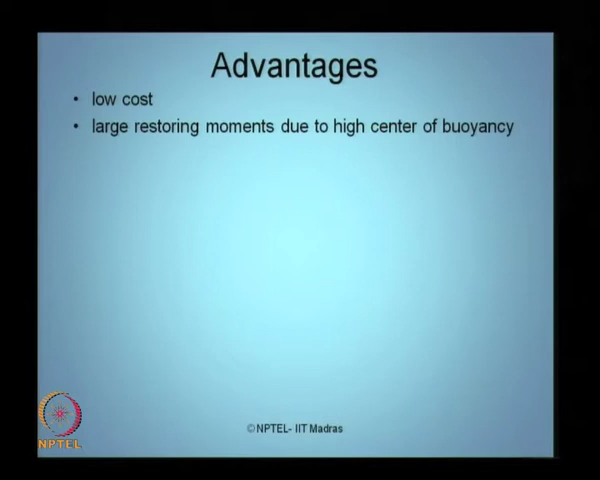 Advantages
• low cost
• large restoring moments due to high center of buoyancy
NPTEL
©NPTEL- IIT Madras